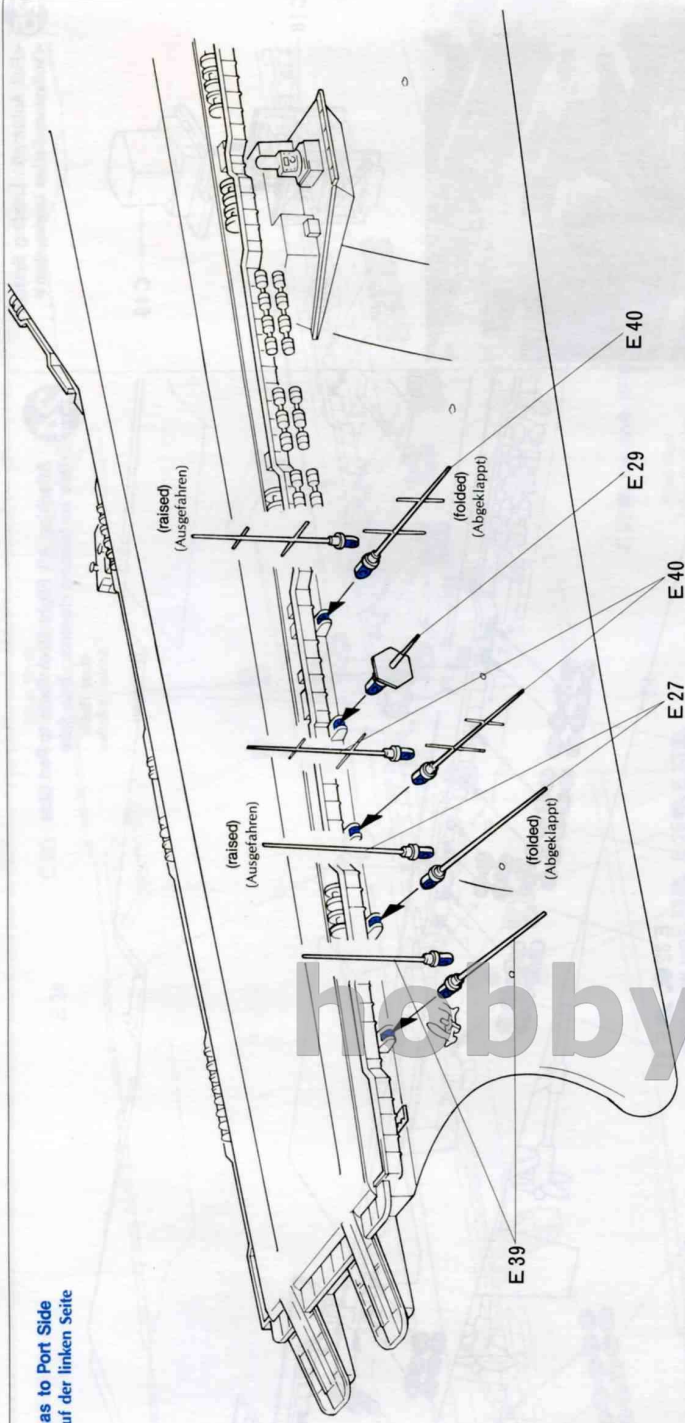 as to Port Side
uf der linken Seite
(raised)
(Ausgefahren)
(folded)
(Abgeklappt)
E 40
E 29
(raised)
(Ausgefahren)
(folded)
(Abgeklappt)
E 40
E 27
E 39
hobby